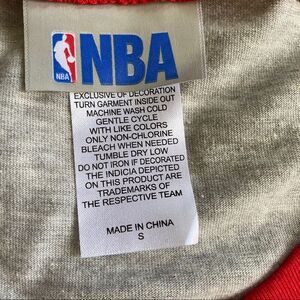 NBA
NBA
EXCLUSIVE OF DECORATION
TURN GARMENT INSIDE OUT
MACHINE WASH COLD
GENTLE CYCLE
WITH LIKE COLORS
ONLY NON-CHLORINE
BLEACH WHEN NEEDED
TUMBLE DRY LOW
DO NOT IRON IF DECORATED
THE INDICIA DEPICTED
ON THIS PRODUCT ARE
TRADEMARKS OF
THE RESPECTIVE TEAM
MADE IN CHINA
S